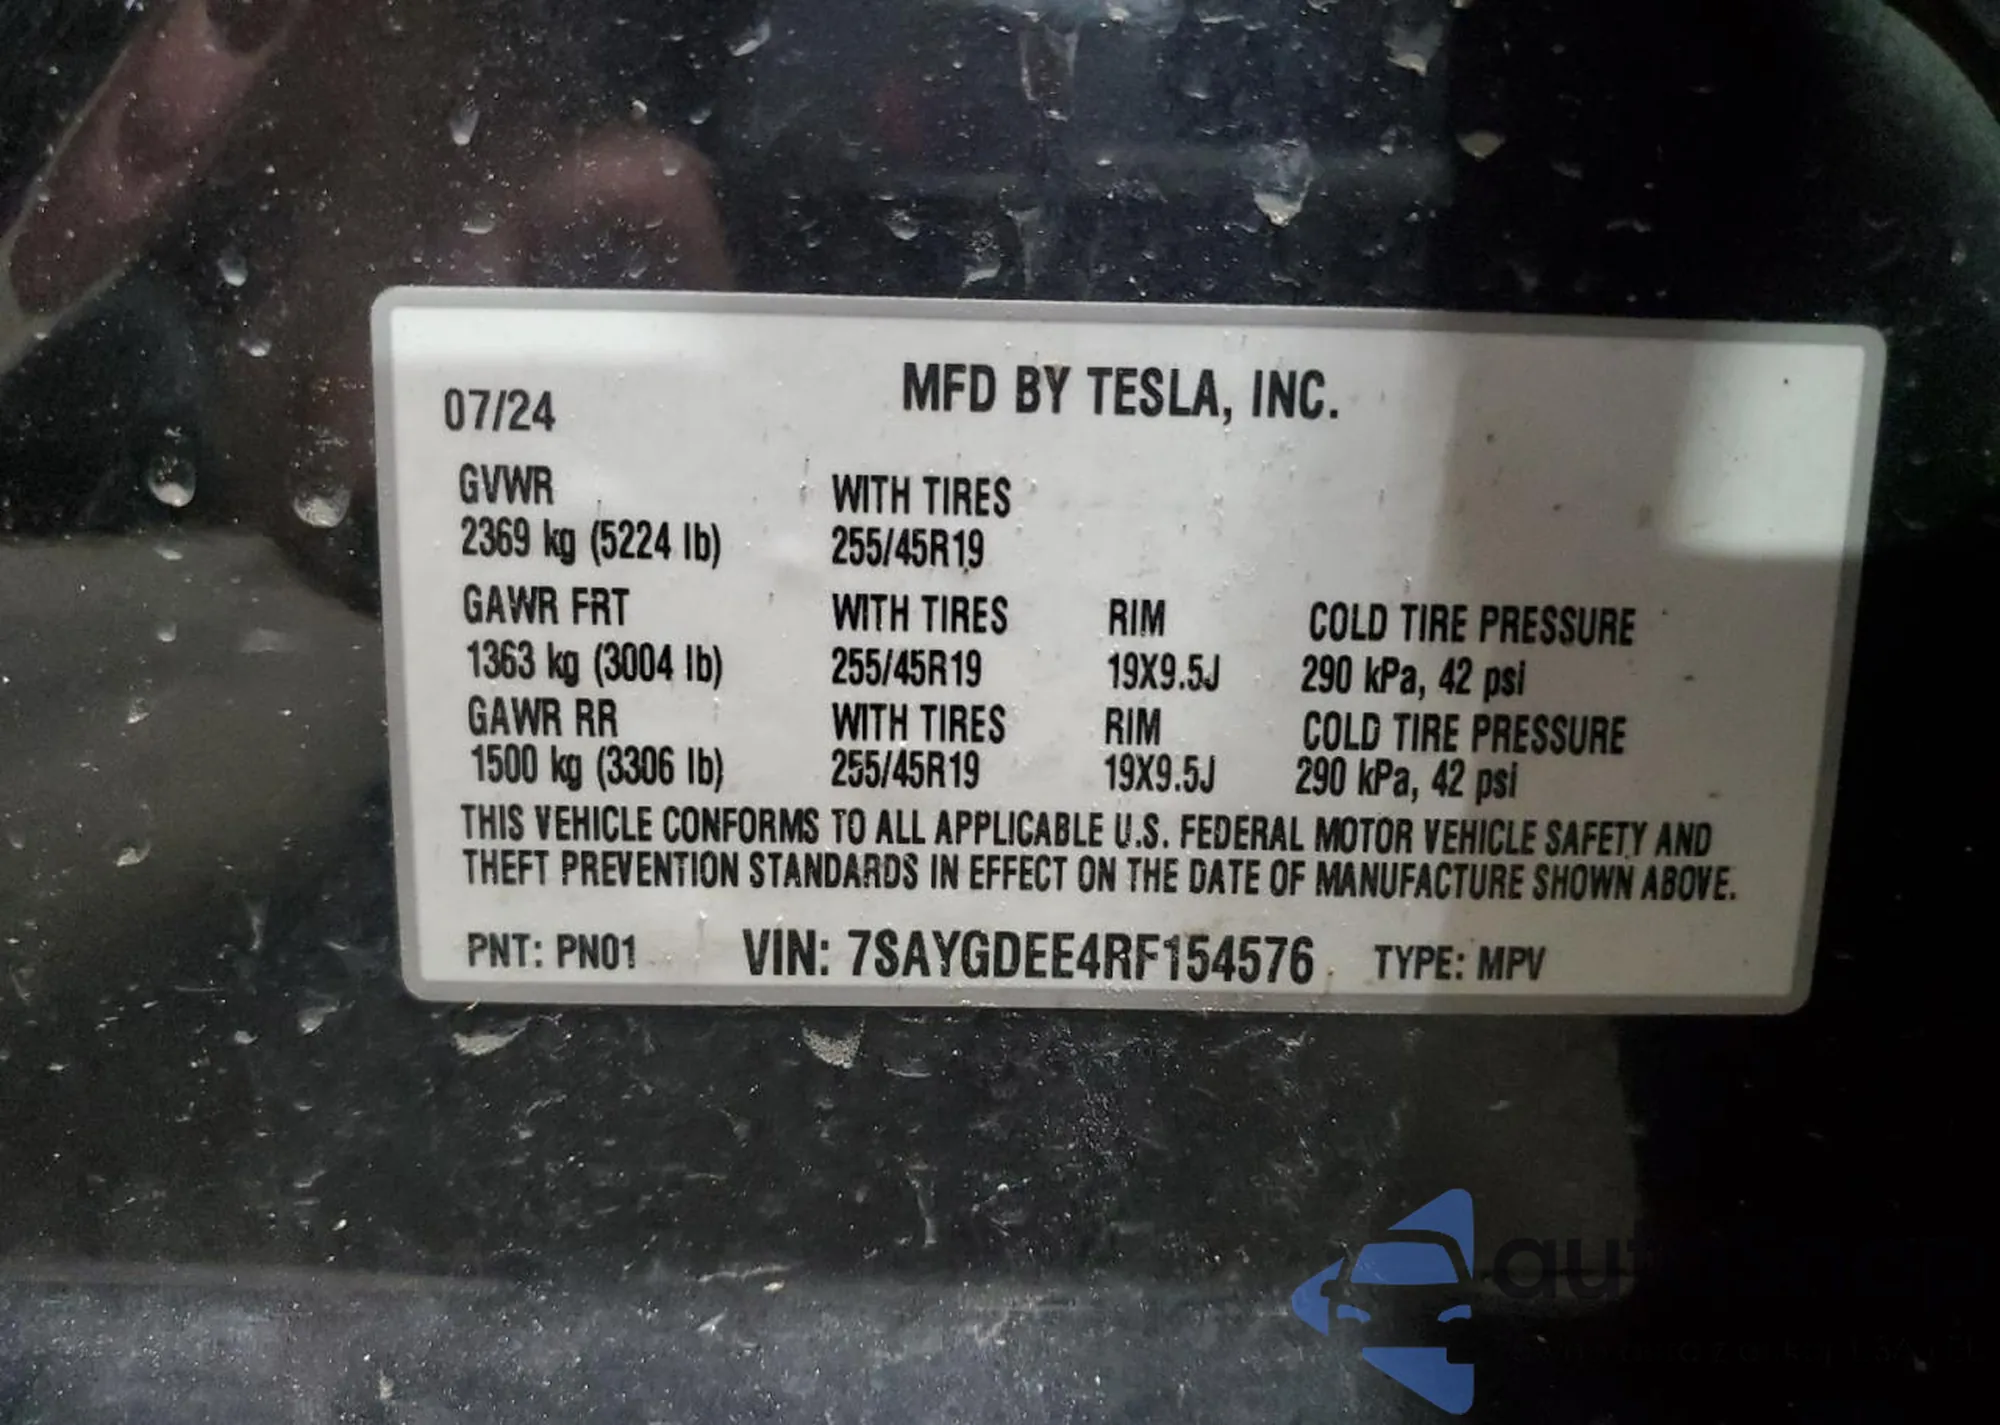 MFD BY TESLA, INC.
07/24
GVWR WITH TIRES
2369 kg (5224 lb) 255/45R19
GAWR FRT WITH TIRES RIM COLD TIRE PRESSURE
1363 kg (3004 lb) 255/45R19 19X9.5J 290 kPa, 42 psi
GAWR RR WITH TIRES RIM COLD TIRE PRESSURE
1500 kg (3306 lb) 255/45R19 19X9.5J 290 kPa, 42 psi
THIS VEHICLE CONFORMS TO ALL APPLICABLE U.S. FEDERAL MOTOR VEHICLE SAFETY AND
THEFT PREVENTION STANDARDS IN EFFECT ON THE DATE OF MANUFACTURE SHOWN ABOVE.
PNT: PN01 VIN: 7SAYGDEE4RF154576 TYPE: MPV